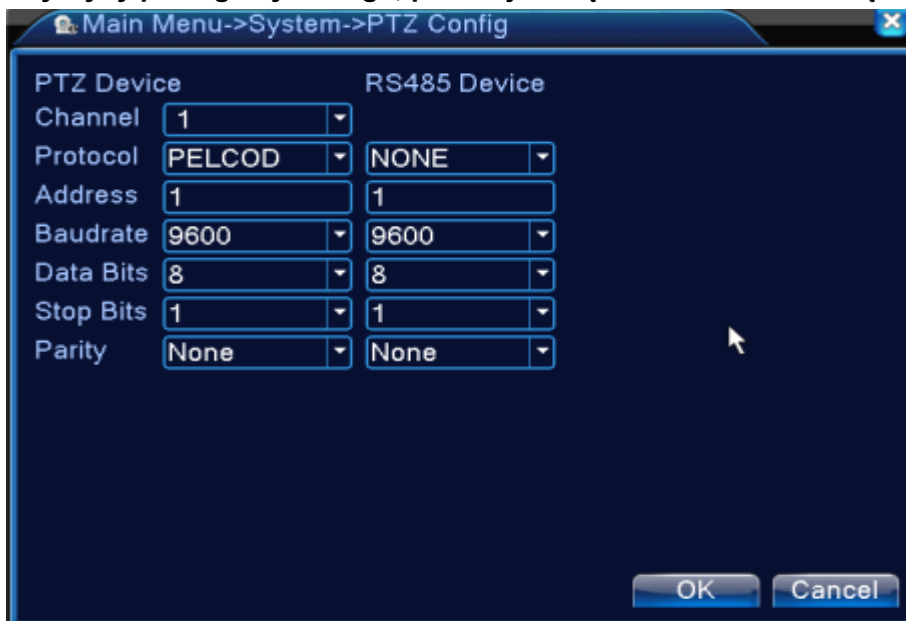 Main Menu->System->PTZ Config
PTZ Device RS485 Device
Channel 1
Protocol PELCOD NONE
Address 1 1
Baudrate 9600 9600
Data Bits 8 8
Stop Bits 1 1
Parity None None
OK Cancel